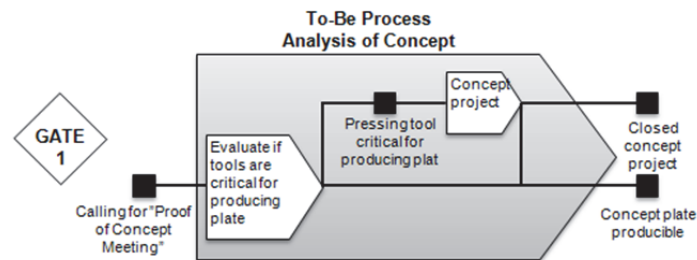 To-Be Process
Analysis of Concept
GATE
1
Calling for "Proof
of Concept
Meeting"
Evaluate if
tools are
critical for
producing
plate
Pressing tool
critical for
producing plat
Concept
project
Closed
concept
project
Concept plate
producible